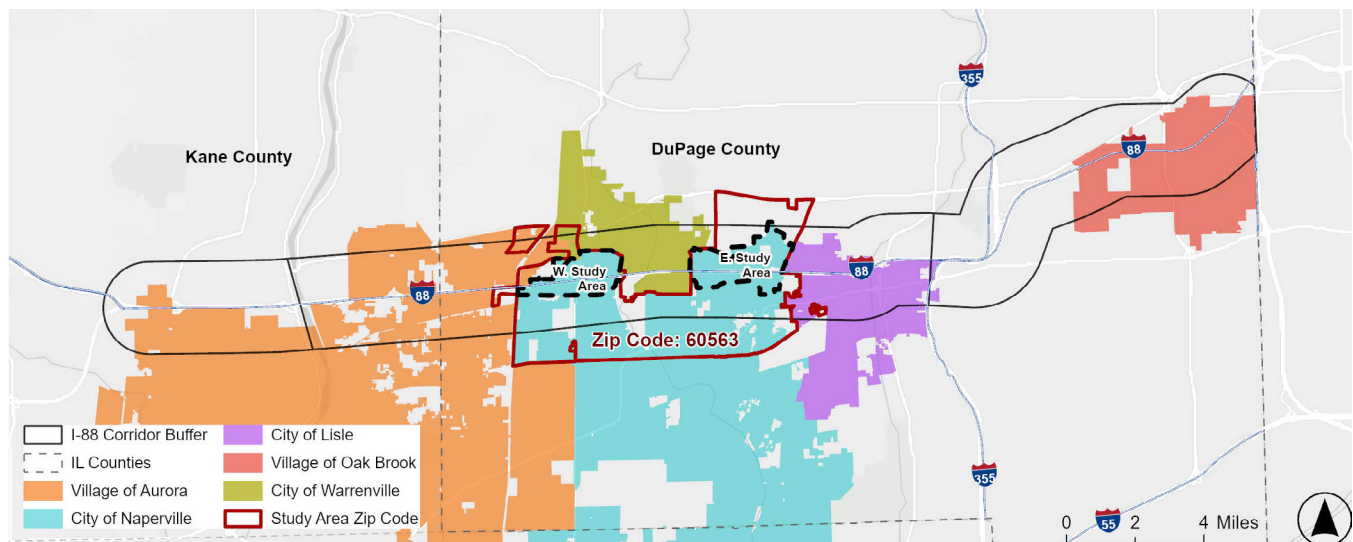 355
Kane County
DuPage County
88
W. Study
Area
E. Study
Area
88
88
Zip Code: 60563
I-88 Corridor Buffer
IL Counties
Village of Aurora
City of Naperville
City of Lisle
Village of Oak Brook
City of Warrenville
Study Area Zip Code
355
55
0 2 4 Miles